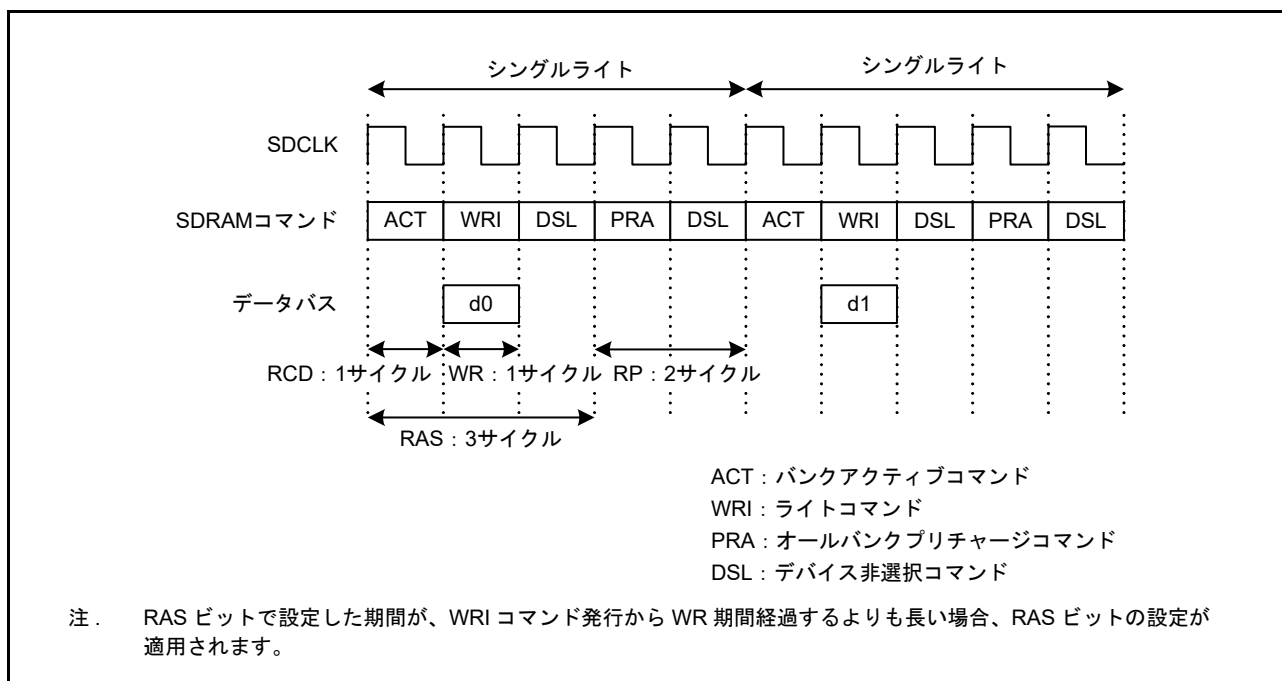 シングルライト シングルライト
SDCLK
SDRAMコマンド ACT WRI DSL PRA DSL ACT WRI DSL PRA DSL
データバス d0 d1
RCD：1サイクル WR：1サイクル RP：2サイクル
RAS：3サイクル
ACT：バンクアクティブコマンド
WRI：ライトコマンド
PRA：オールバンクプリチャージコマンド
DSL：デバイス非選択コマンド
注． RAS ビットで設定した期間が、WRI コマンド発行から WR 期間経過するよりも長い場合、RAS ビットの設定が
適用されます。